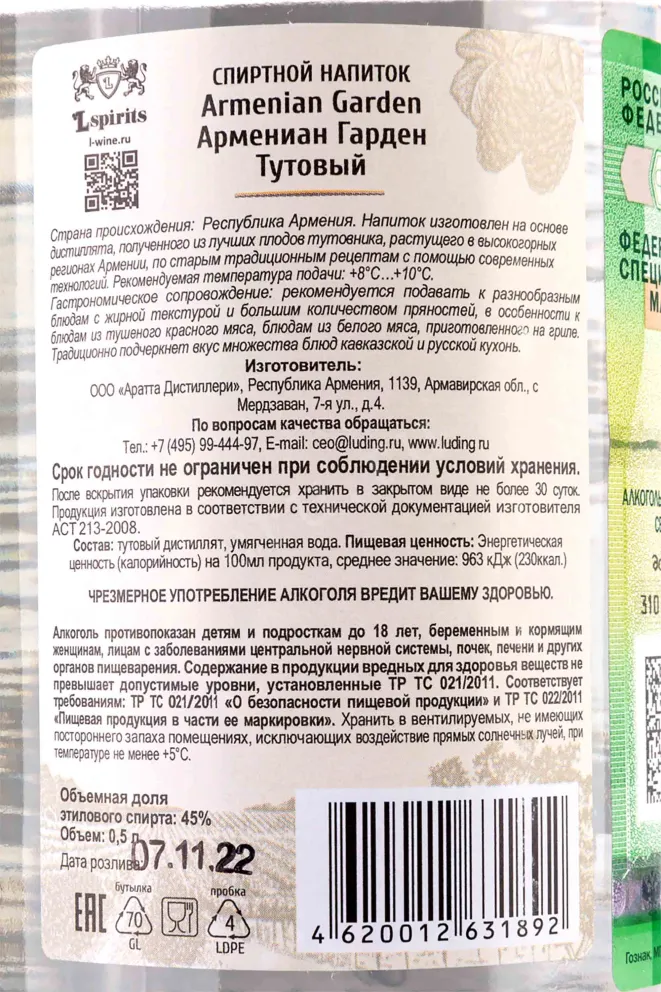 Lspirits
l-wine.ru
СПИРТНОЙ НАПИТОК
Armenian Garden
Армениан Гарден
Тутовый
Страна происхождения: Республика Армения. Напиток изготовлен на основе
дистиллята, полученного из лучших плодов тутовника, растущего в высокогорных
регионах Армении, по старым традиционным рецептам с помощью современных
технологий. Рекомендуемая температура подачи: +8°С...+10°С.
Гастрономическое сопровождение: рекомендуется подавать к разнообразным
блюдам с жирной текстурой и большим количеством пряностей, в особенности к
блюдам из тушеного красного мяса, блюдам из белого мяса, приготовленного на гриле.
Традиционно подчеркнет вкус множества блюд кавказской и русской кухонь.
Изготовитель:
ООО «Аратта Дистиллери», Республика Армения, 1139, Армавирская обл., с
Мердзаван, 7-я ул., д.4.
По вопросам качества обращаться:
Тел.: +7 (495) 99-444-97, E-mail: ceo@luding.ru, www.luding.ru
Срок годности не ограничен при соблюдении условий хранения.
После вскрытия упаковки рекомендуется хранить в закрытом виде не более 30 суток.
Продукция изготовлена в соответствии с технической документацией изготовителя
АСТ 213-2008.
Состав: тутовый дистиллят, умягченная вода. Пищевая ценность: Энергетическая
ценность (калорийность) на 100мл продукта, среднее значение: 963 кДж (230ккал.)
ЧРЕЗМЕРНОЕ УПОТРЕБЛЕНИЕ АЛКОГОЛЯ ВРЕДИТ ВАШЕМУ ЗДОРОВЬЮ.
Алкоголь противопоказан детям и подросткам до 18 лет, беременным и кормящим
женщинам, лицам с заболеваниями центральной нервной системы, почек, печени и других
органов пищеварения. Содержание в продукции вредных для здоровья веществ не
превышает допустимые уровни, установленные ТР ТС 021/2011. Соответствует
требованиям: ТР ТС 021/2011 «О безопасности пищевой продукции» и ТР ТС 022/2011
«Пищевая продукция в части ее маркировки». Хранить в вентилируемых, не имеющих
постороннего запаха помещениях, исключающих воздействие прямых солнечных лучей, при
температуре не менее +5°С.
Объемная доля
этилового спирта: 45%
Объем: 0,5 л
Дата розлива 07.11.22
EAC
бутылка
70
GL
пробка
4
LDPE
4 620012 631892
РОСС
ФЕДЕ
ФЕДЕР
СПЕЦИ
МА
АЛКОГОЛЬ
310
Гознак, М